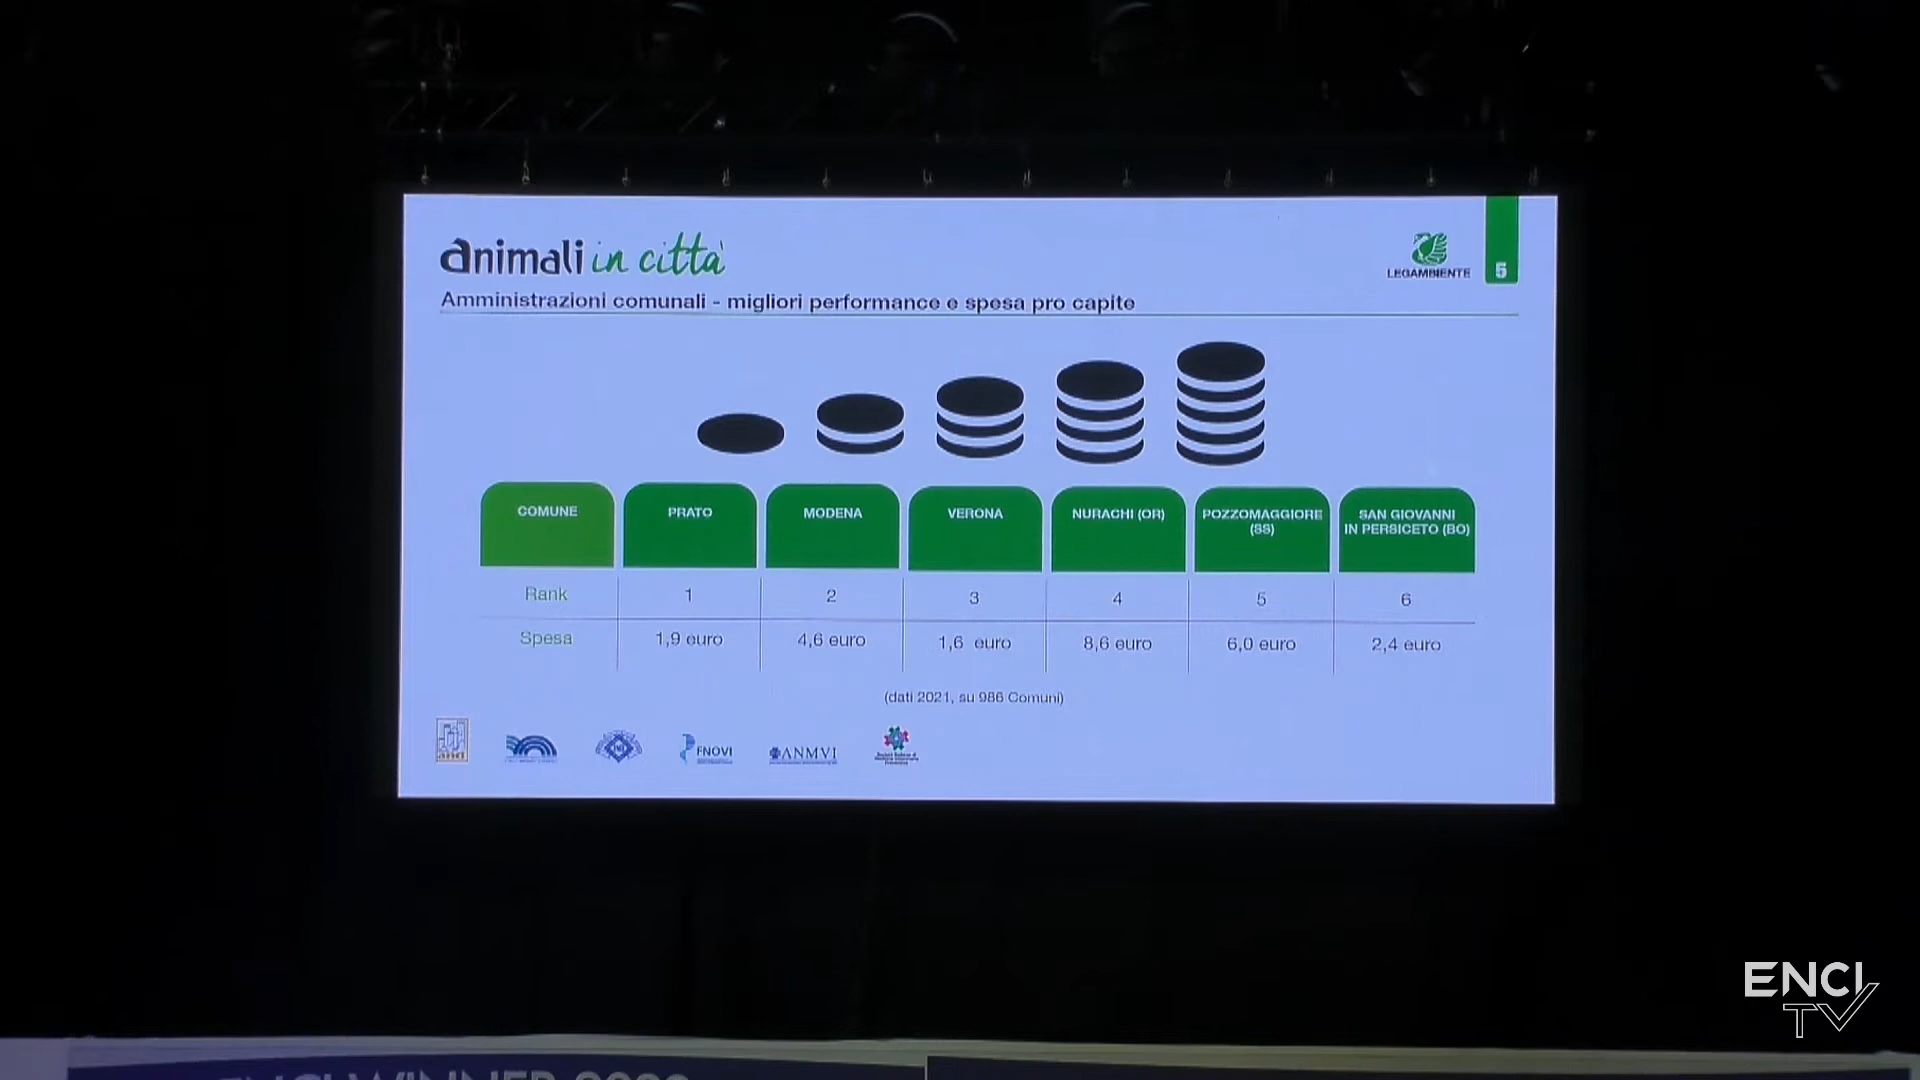 animali in città
LEGAMBIENTE
5
Amministrazioni comunali - migliori performance e spesa pro capite
COMUNE
PRATO
MODENA
VERONA
NURACHI (OR)
POZZOMAGGIORE
(SS)
SAN GIOVANNI
IN PERSICETO (BO)
Rank
1
2
3
4
5
6
Spesa
1,9 euro
4,6 euro
1,6 euro
8,6 euro
6,0 euro
2,4 euro
(dati 2021, su 986 Comuni)
FNOVI
ANMVI
ENCI
TV
ENCI WINNER